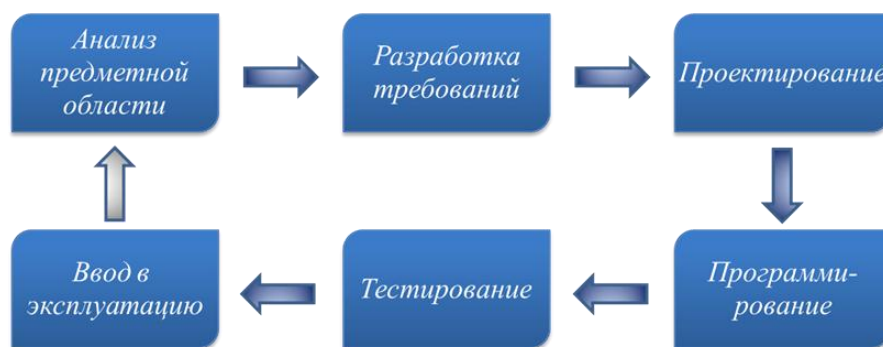 Анализ
предметной
области
Разработка
требований
Проектирование
Программи-
рование
Тестирование
Ввод в
эксплуатацию